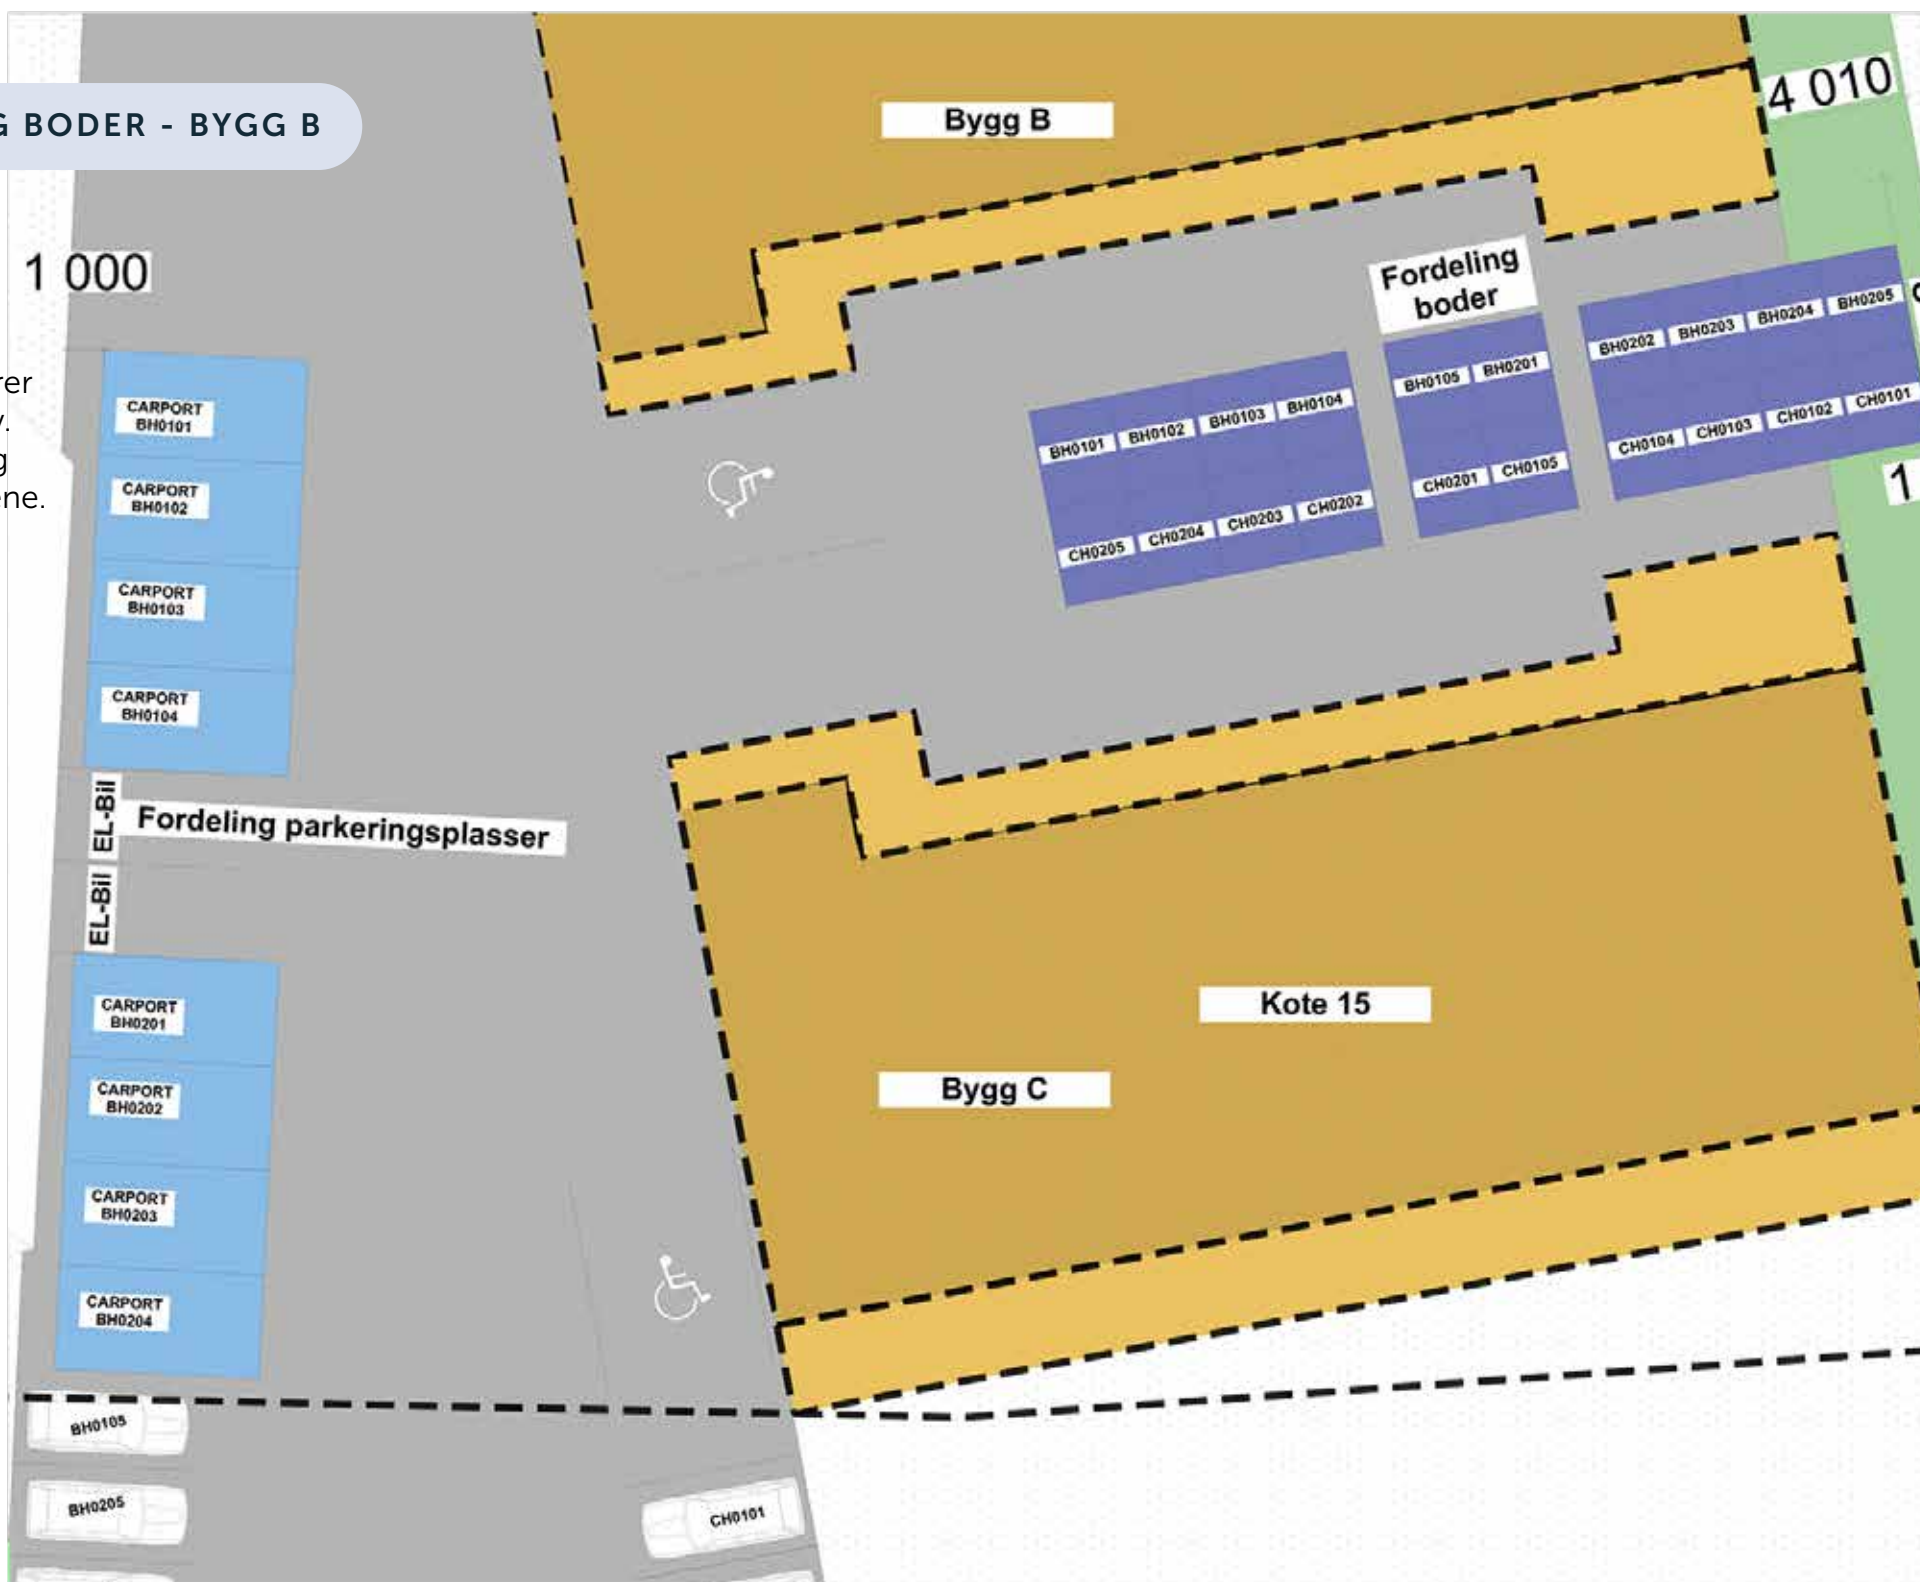 G BODER - BYGG B
Bygg B
4 010
1 000
Fordeling
boder
BH0202 BH0203 BH0204 BH0205
CH0104 CH0103 CH0102 CH0101
BH0105 BH0201
CH0201 CH0105
BH0101 BH0102 BH0103 BH0104
CH0205 CH0204 CH0203 CH0202
1
CARPORT
BH0101
CARPORT
BH0102
CARPORT
BH0103
CARPORT
BH0104
EL-Bil
Fordeling parkeringsplasser
EL-Bil
CARPORT
BH0201
CARPORT
BH0202
CARPORT
BH0203
CARPORT
BH0204
Kote 15
Bygg C
BH0105
BH0205
CH0101